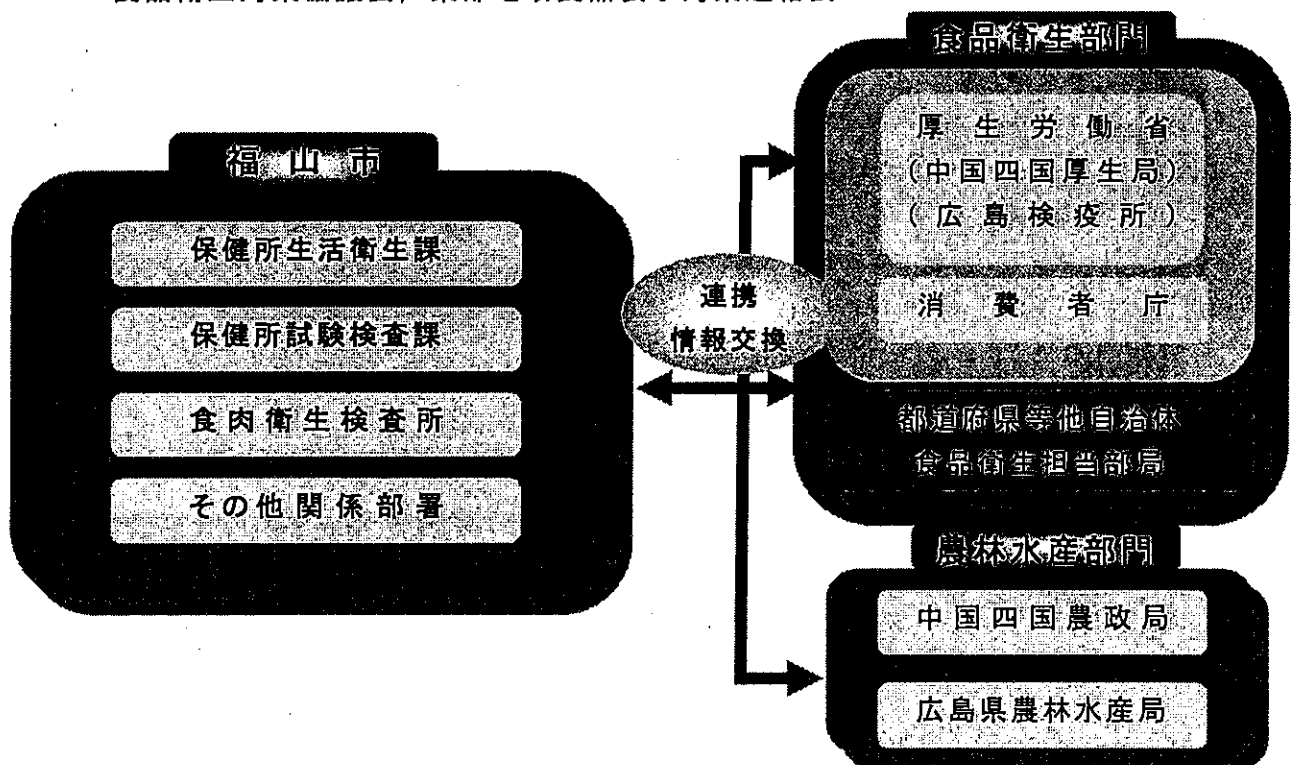 福山市
保健所生活衛生課
保健所試験検査課
食肉衛生検査所
その他関係部署
連携
情報交換
食品衛生部門
厚生労働省
(中国四国厚生局)
(広島検疫所)
消費者庁
都道府県等他自治体
食品衛生担当部局
農林水産部門
中国四国農政局
広島県農林水産局